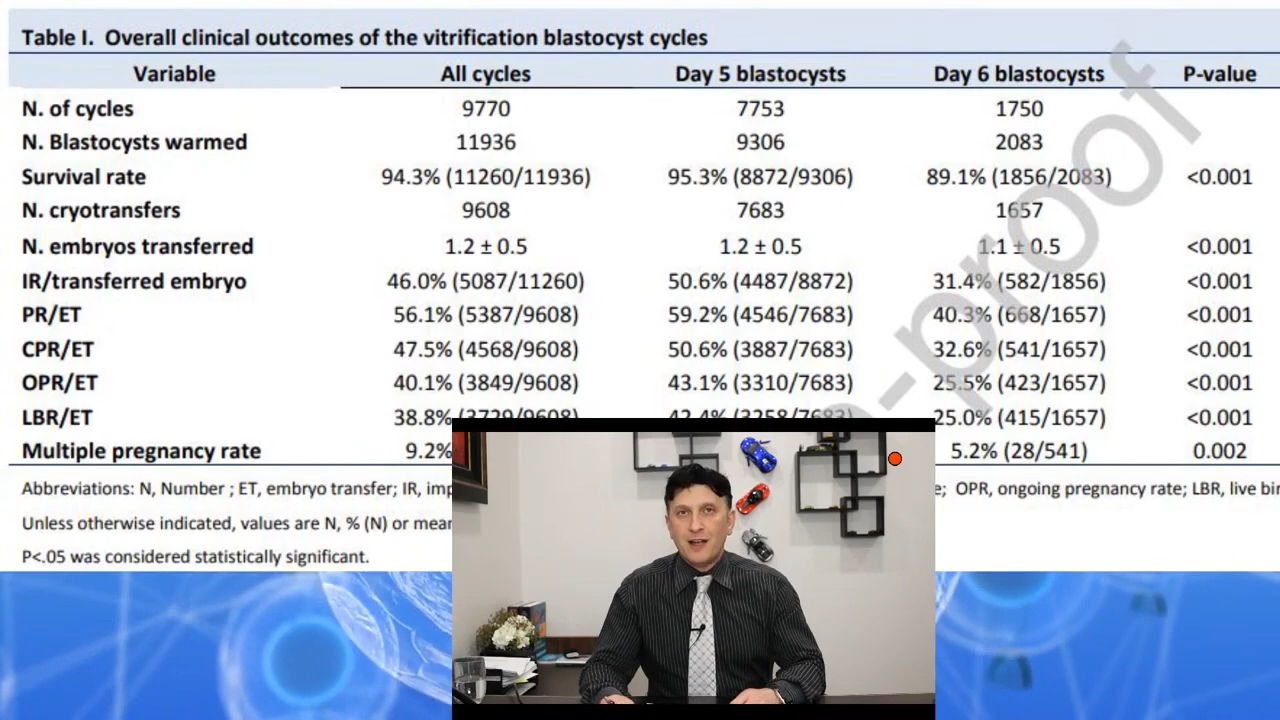 Table I. Overall clinical outcomes of the vitrification blastocyst cycles
Variable All cycles Day 5 blastocysts Day 6 blastocysts P-value
N. of cycles 9770 7753 1750
N. Blastocysts warmed 11936 9306 2083
Survival rate 94.3% (11260/11936) 95.3% (8872/9306) 89.1% (1856/2083) <0.001
N. cryotransfers 9608 7683 1657
N. embryos transferred 1.2 ± 0.5 1.2 ± 0.5 1.1 ± 0.5 <0.001
IR/transferred embryo 46.0% (5087/11260) 50.6% (4487/8872) 31.4% (582/1856) <0.001
PR/ET 56.1% (5387/9608) 59.2% (4546/7683) 40.3% (668/1657) <0.001
CPR/ET 47.5% (4568/9608) 50.6% (3887/7683) 32.6% (541/1657) <0.001
OPR/ET 40.1% (3849/9608) 43.1% (3310/7683) 25.5% (423/1657) <0.001
LBR/ET 38.8% (3729/9608) 42.4% (3258/7683) 25.0% (415/1657) <0.001
Multiple pregnancy rate 9.2% 5.2% (28/541) 0.002
Abbreviations: N, Number ; ET, embryo transfer; IR, OPR, ongoing pregnancy rate; LBR, live
Unless otherwise indicated, values are N, % (N) or
P<.05 was considered statistically significant.
-proof